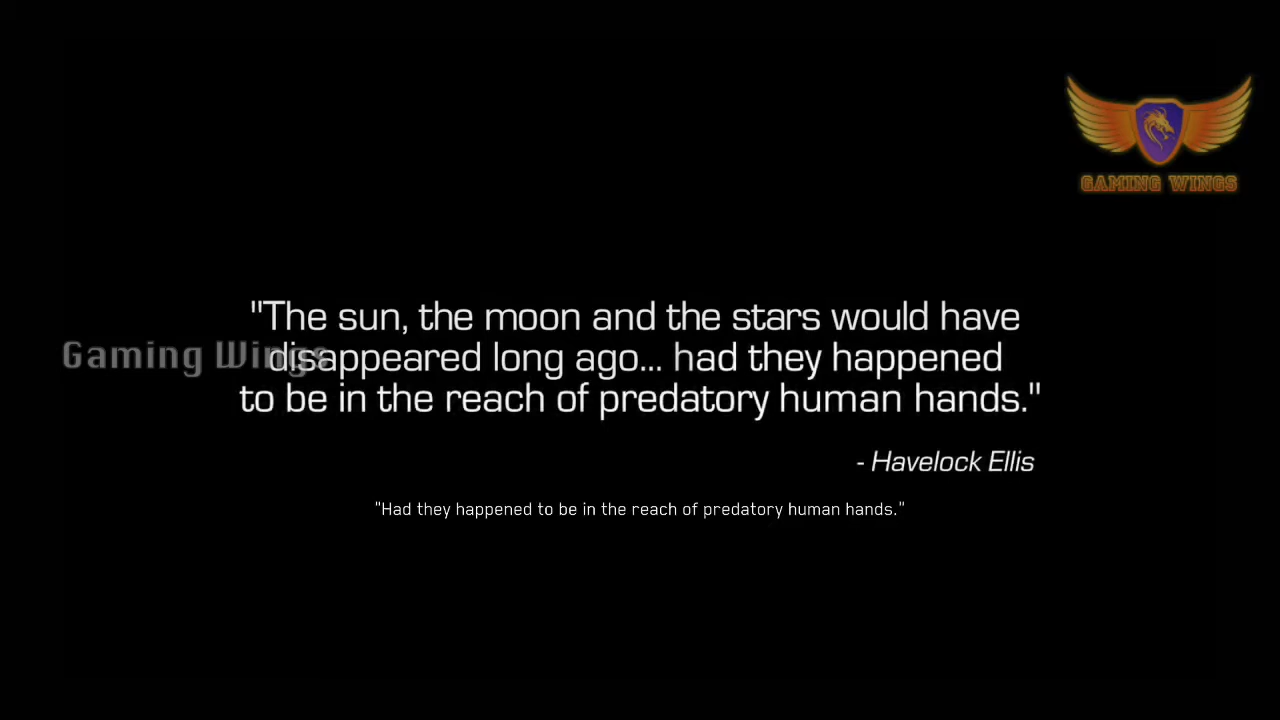 GAMING WINGS
"The sun, the moon and the stars would have
Gaming Wings
disappeared long ago... had they happened
to be in the reach of predatory human hands."
- Havelock Ellis
"Had they happened to be in the reach of predatory human hands."